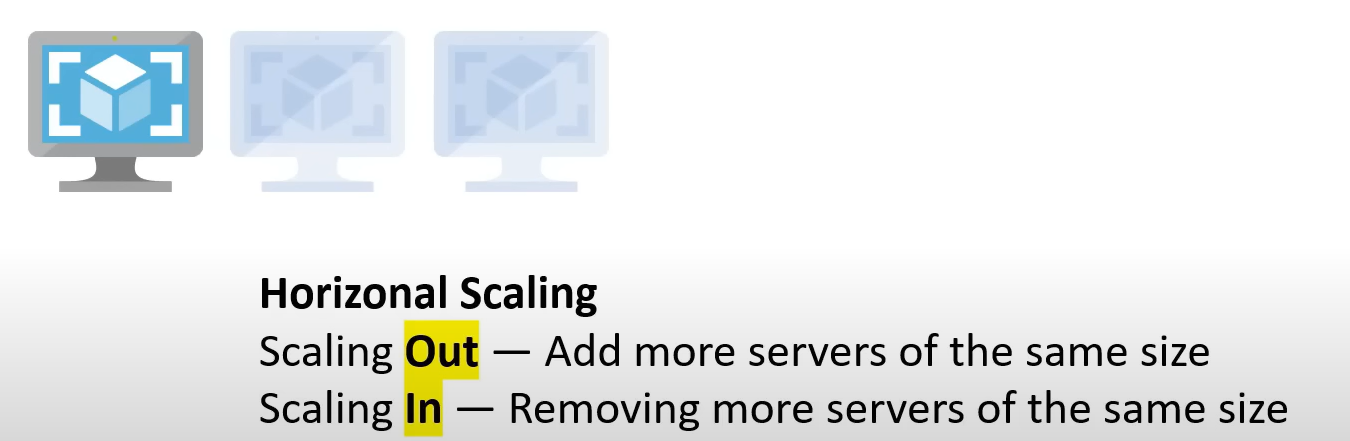 Horizonal Scaling
Scaling Out — Add more servers of the same size
Scaling In — Removing more servers of the same size